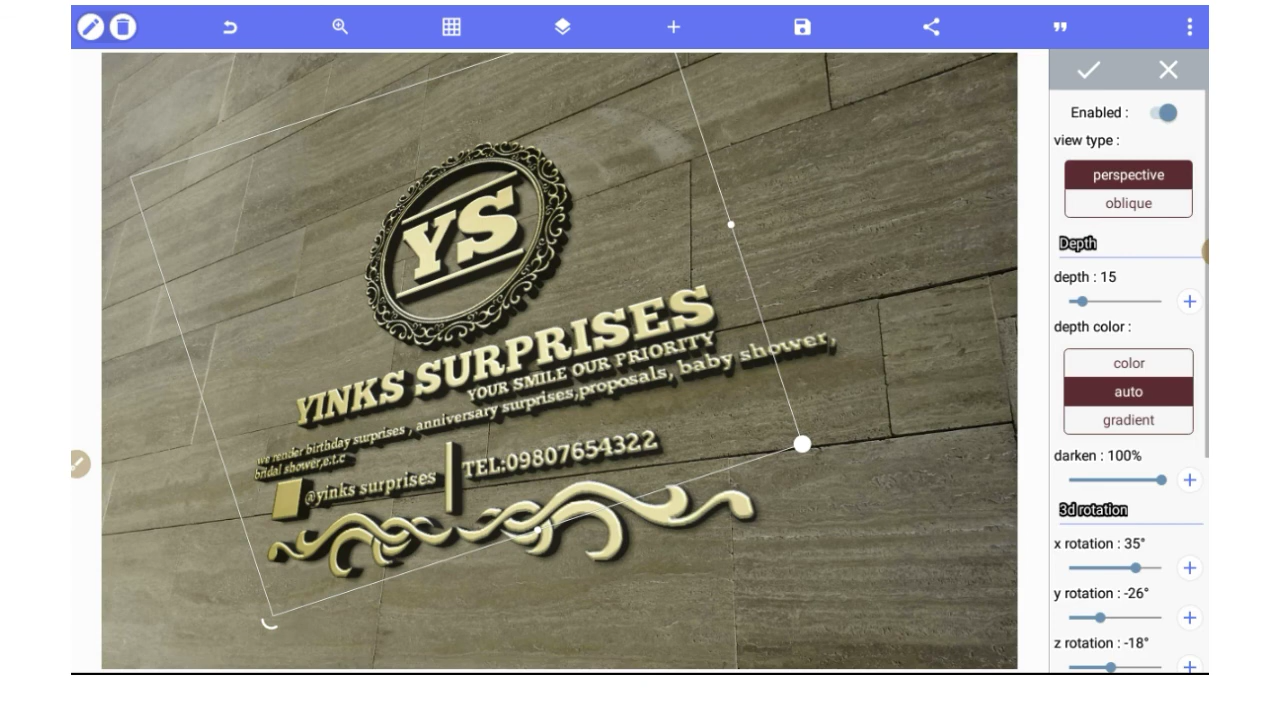 Enabled :
view type :
perspective
oblique
Depth
depth : 15
depth color :
color
auto
gradient
darken : 100%
3d rotation
x rotation : 35°
y rotation : -26°
z rotation : -18°
YS
YINKS SURPRISES
YOUR SMILE OUR PRIORITY
we render birthday surprises , anniversary surprises,proposals, baby shower,
bridal shower,e.t.c
@yinks surprises
TEL:09807654322